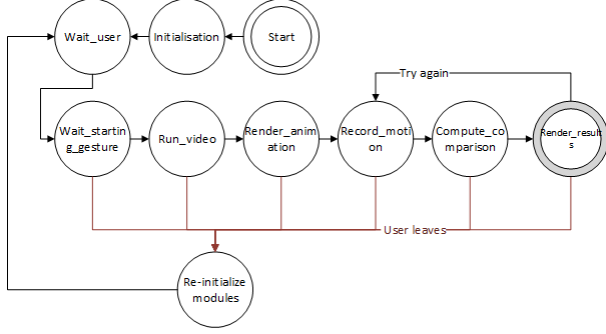 Wait_user
Initialisation
Start
Try again
Wait_startin
g_gesture
Run_video
Render_anim
ation
Record_moti
on
Compute_co
mparison
Render_result
s
User leaves
Re-initialize
modules